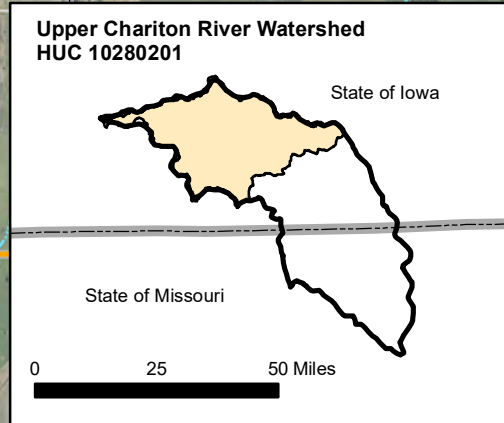 Upper Chariton River Watershed
HUC 10280201
State of Iowa
State of Missouri
0 25 50 Miles